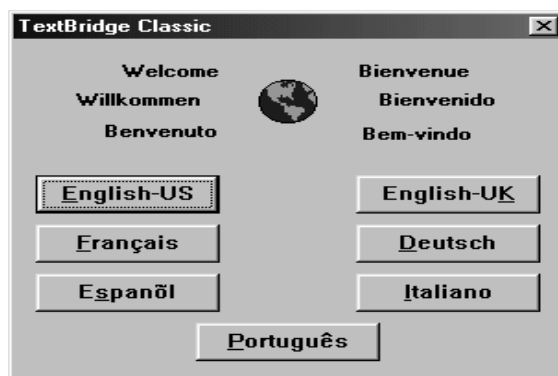 TextBridge Classic
Welcome Bienvenue
Willkommen Bienvenido
Benvenuto Bem-vindo
English-US English-UK
Français Deutsch
Espanõl Italiano
Português